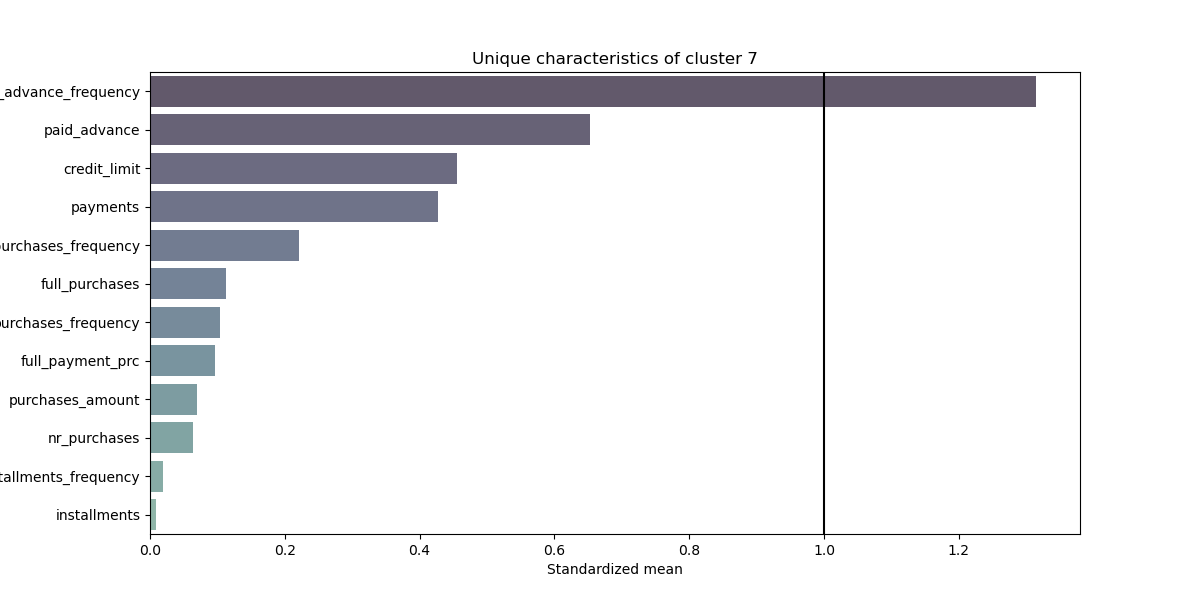 Unique characteristics of cluster 7
_advance_frequency
paid_advance
credit_limit
payments
purchases_frequency
full_purchases
purchases_frequency
full_payment_prc
purchases_amount
nr_purchases
tallments_frequency
installments
0.0 0.2 0.4 0.6 0.8 1.0 1.2
Standardized mean